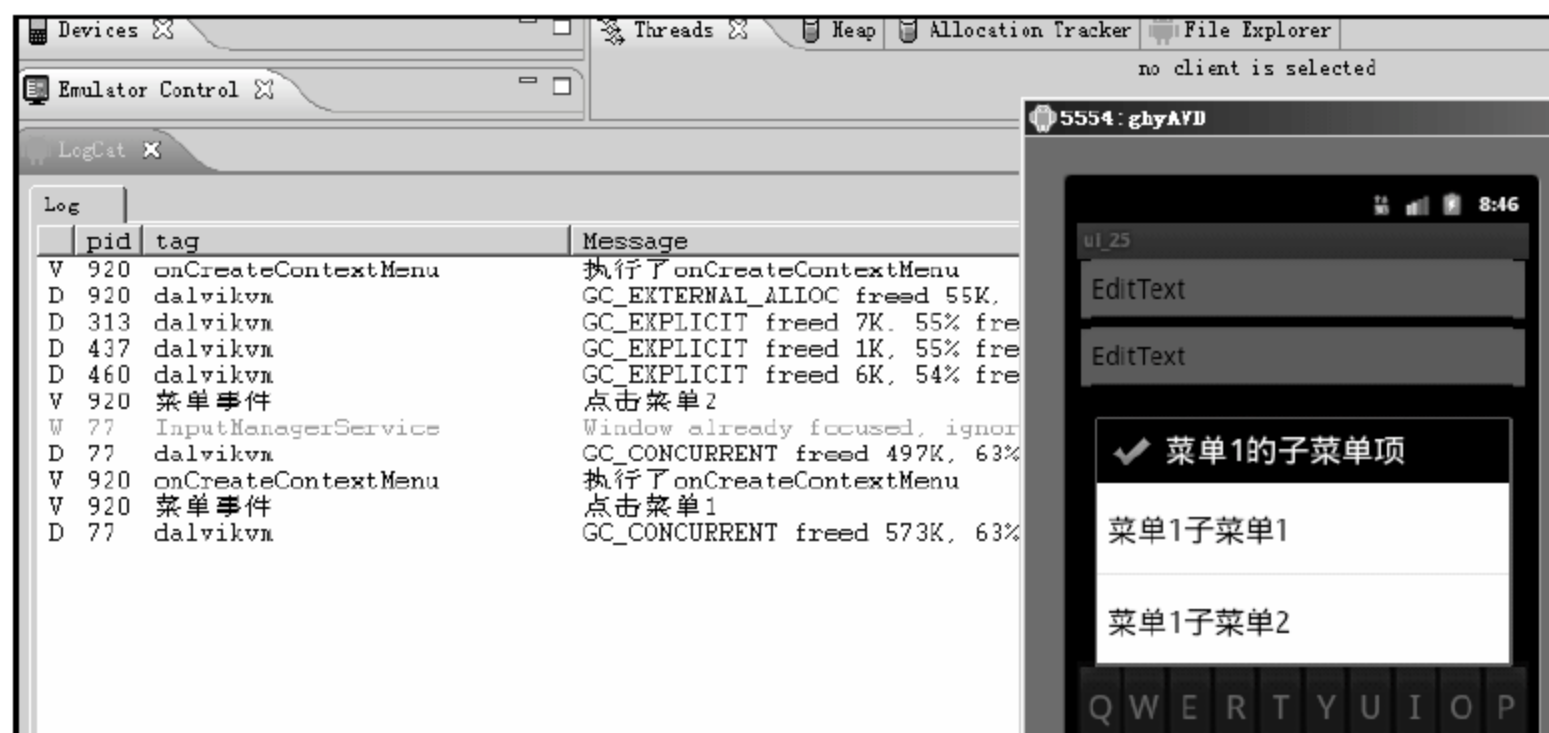 Devices
Threads Heap Allocation Tracker File Explorer
no client is selected
Emulator Control
LogCat
Log
pid tag Message
V 920 onCreateContextMenu 执行了onCreateContextMenu
D 920 dalvikvm GC_EXTERNAL_ALLOC freed 55K,
D 313 dalvikvm GC_EXPLICIT freed 7K. 55% fre
D 437 dalvikvm GC_EXPLICIT freed 1K, 55% fre
D 460 dalvikvm GC_EXPLICIT freed 6K, 54% fre
V 920 菜单事件 点击菜单2
W 77 InputManagerService Window already focused, ignor
D 77 dalvikvm GC_CONCURRENT freed 497K, 63%
V 920 onCreateContextMenu 执行了onCreateContextMenu
V 920 菜单事件 点击菜单1
D 77 dalvikvm GC_CONCURRENT freed 573K, 63%
5554:ghyAVD
8:46
ui_25
EditText
EditText
菜单1的子菜单项
菜单1子菜单1
菜单1子菜单2
Q W E R T Y U I O P